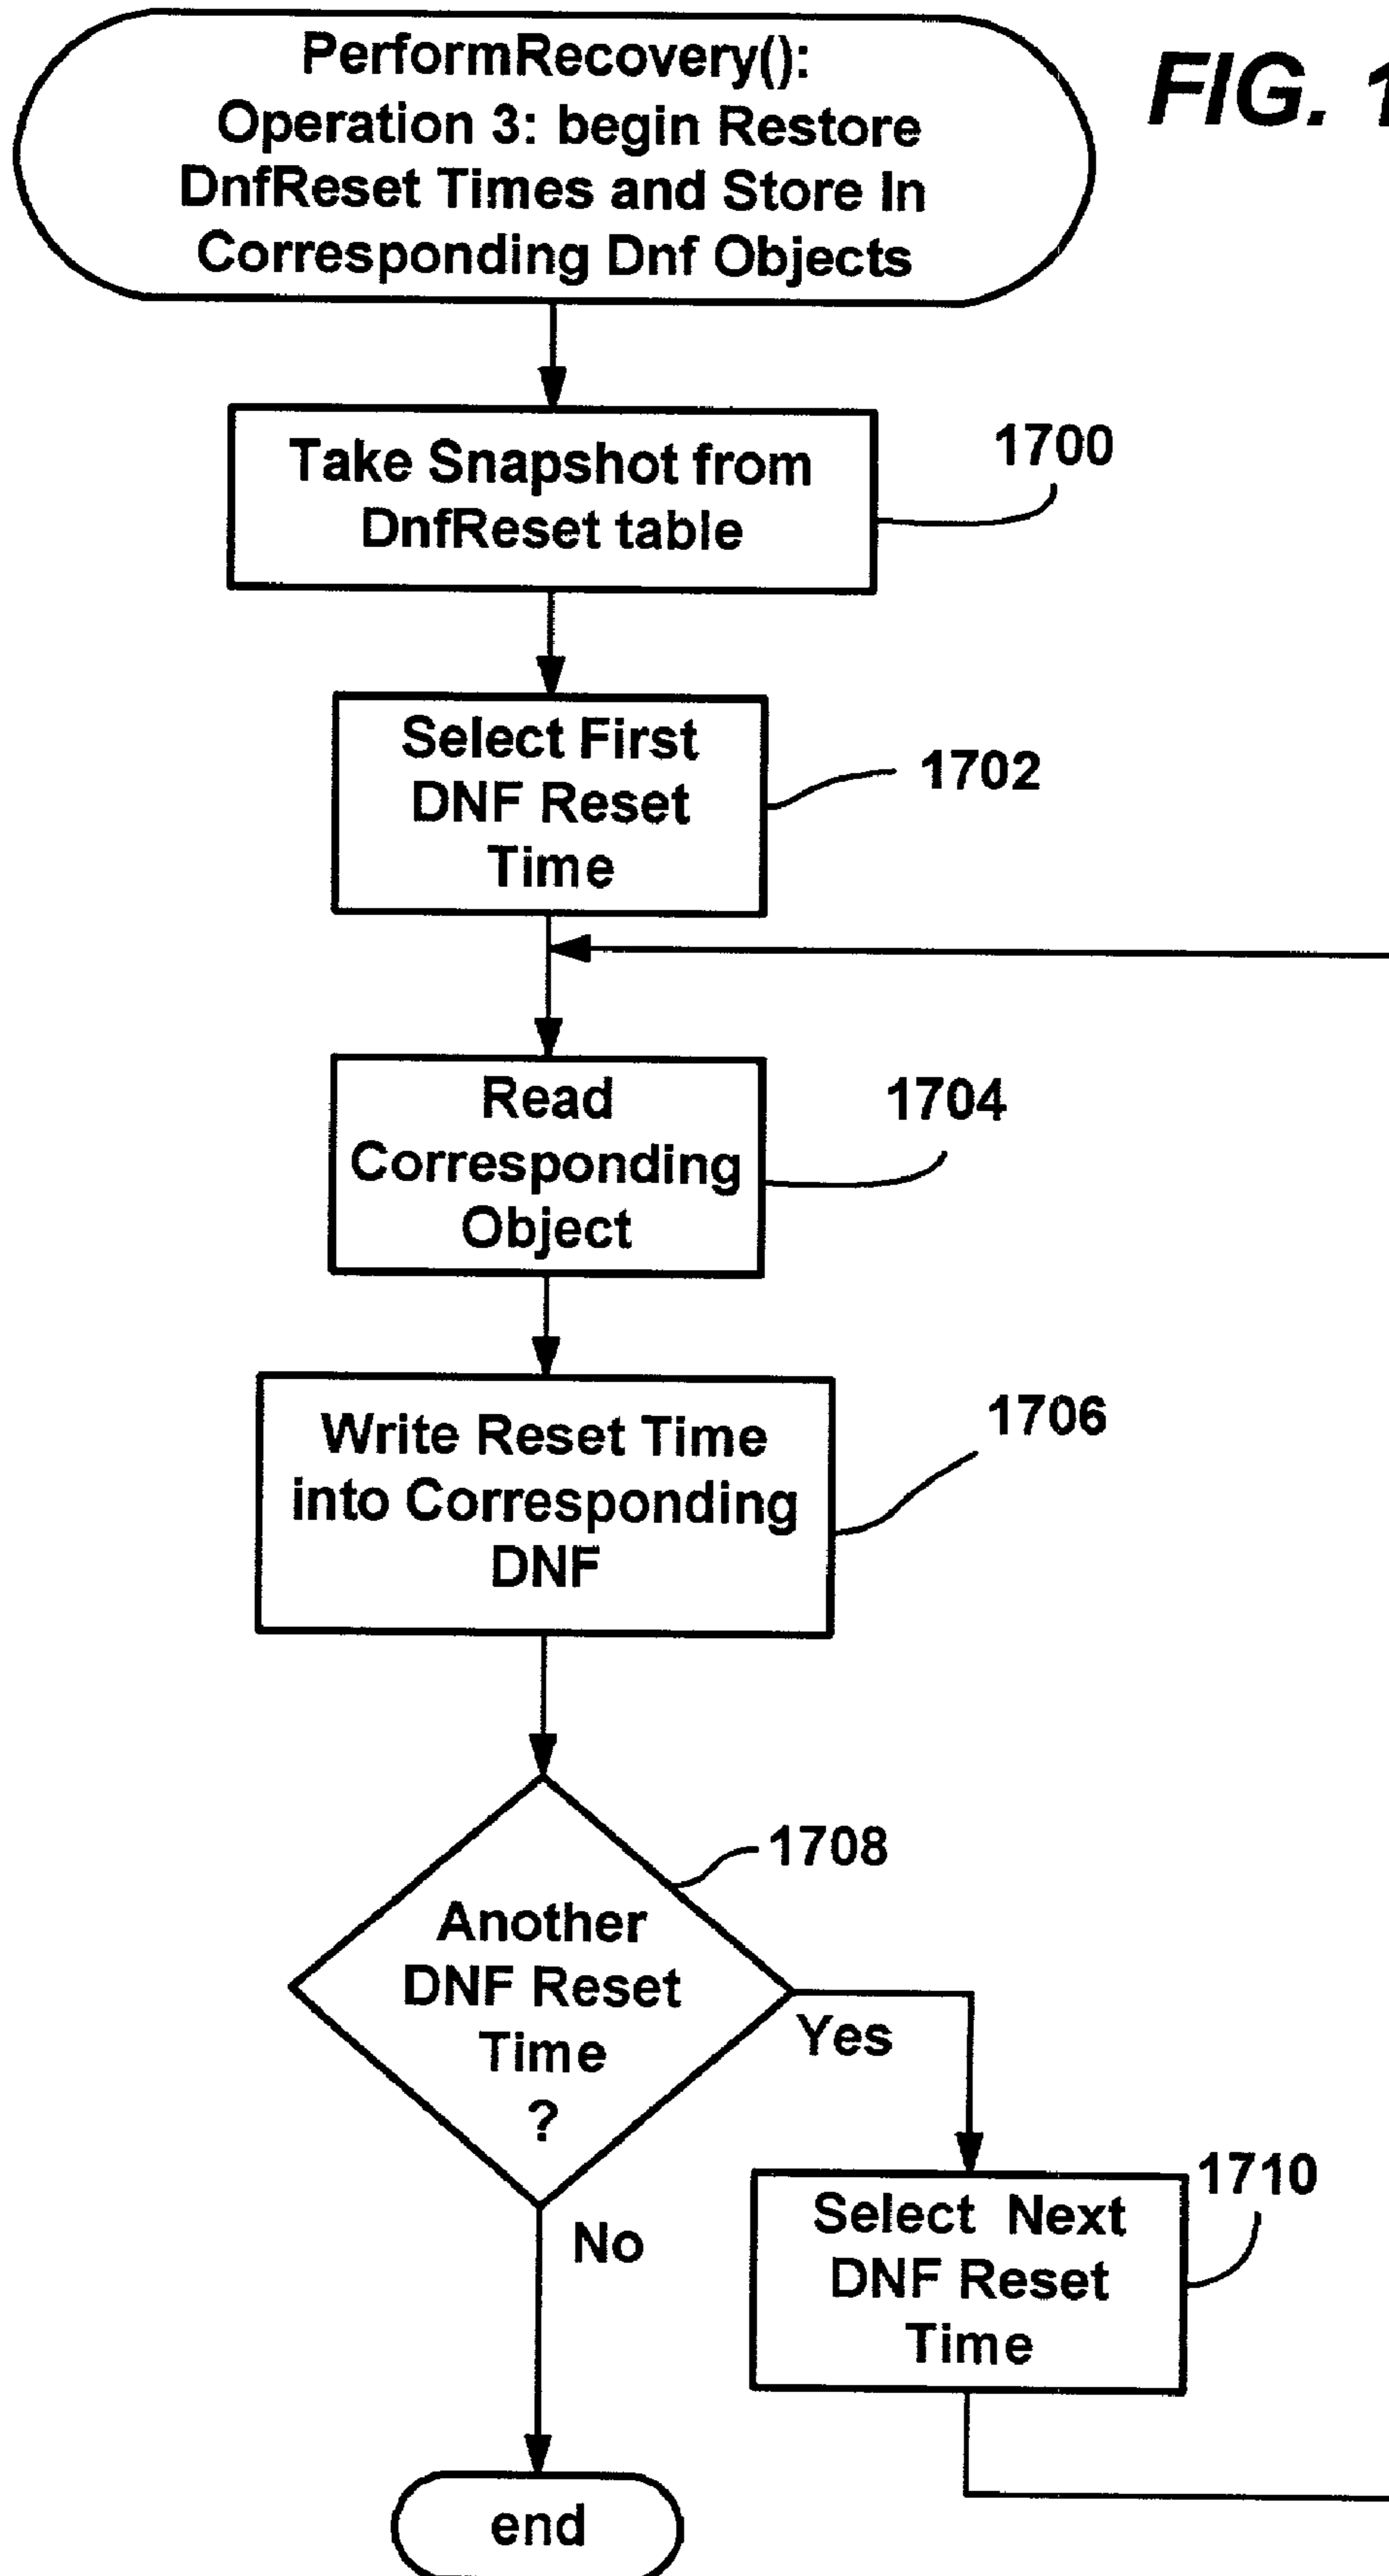 PerformRecovery():
Operation 3: begin Restore
DnfReset Times and Store In
Corresponding Dnf Objects
FIG. 1
Take Snapshot from
DnfReset table
1700
Select First
DNF Reset
Time
1702
Read
Corresponding
Object
1704
Write Reset Time
into Corresponding
DNF
1706
1708
Another
DNF Reset
Time
?
Yes
No
1710
Select Next
DNF Reset
Time
end